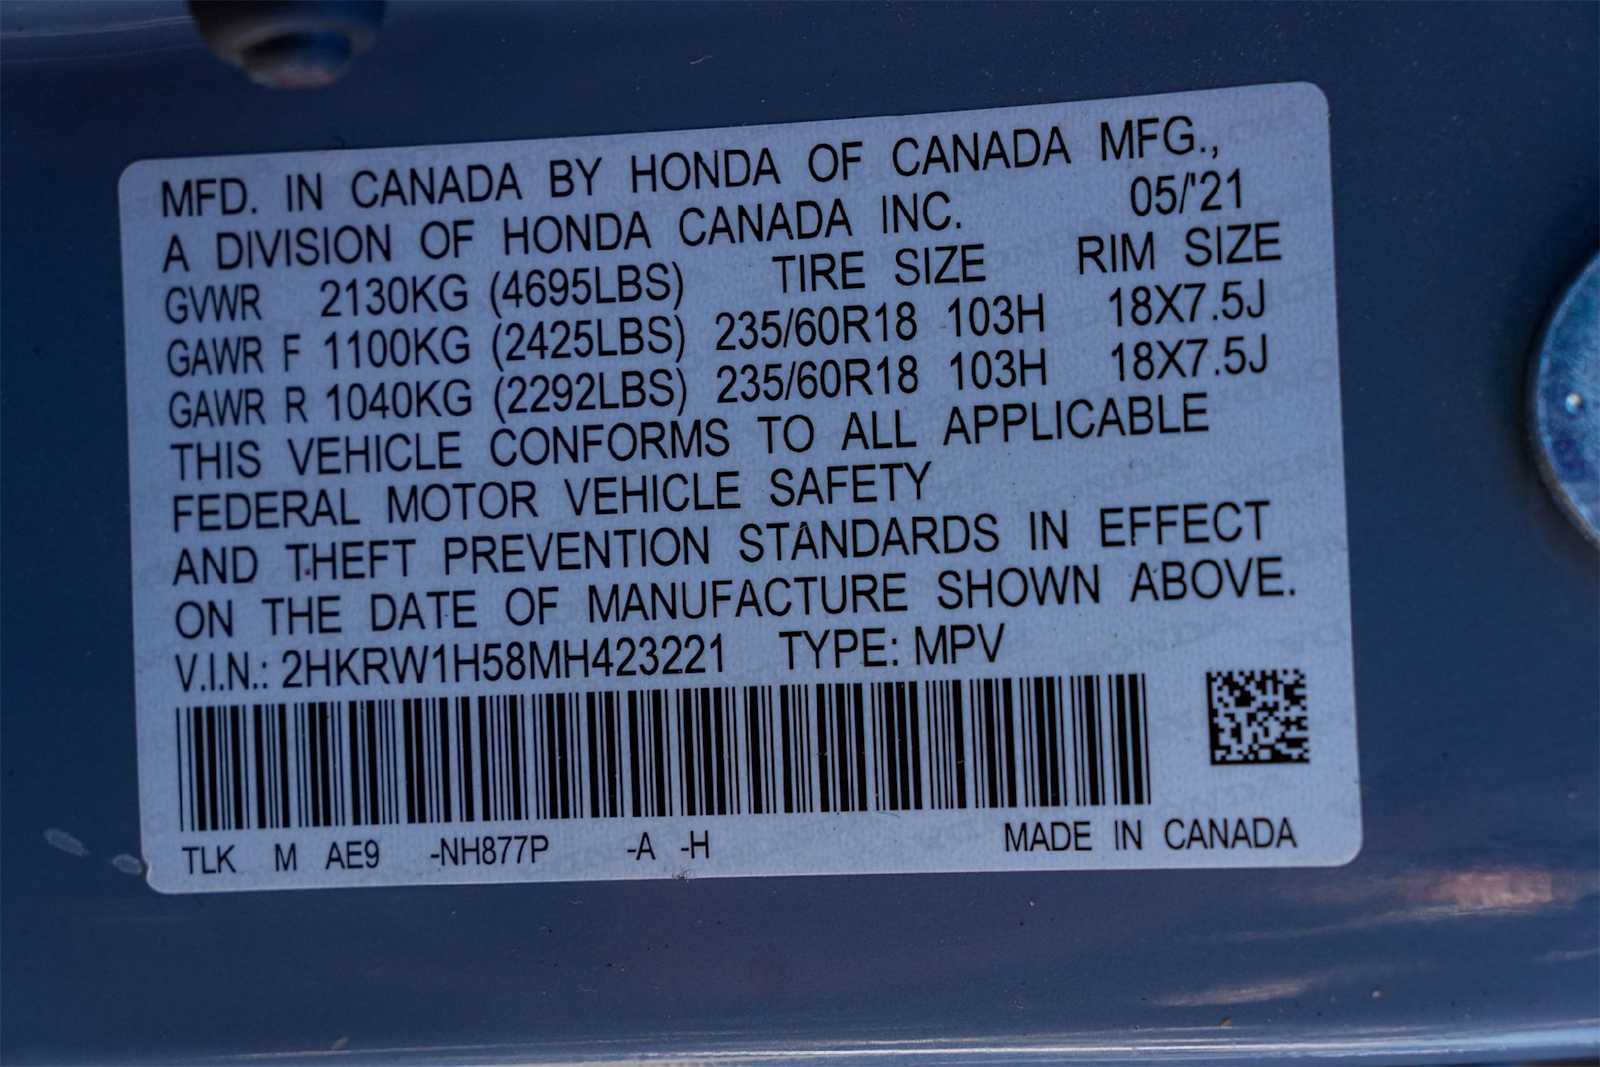 MFD. IN CANADA BY HONDA OF CANADA MFG.,
A DIVISION OF HONDA CANADA INC. 05/'21
GVWR 2130KG (4695LBS) TIRE SIZE RIM SIZE
GAWR F 1100KG (2425LBS) 235/60R18 103H 18X7.5J
GAWR R 1040KG (2292LBS) 235/60R18 103H 18X7.5J
THIS VEHICLE CONFORMS TO ALL APPLICABLE
FEDERAL MOTOR VEHICLE SAFETY
AND THEFT PREVENTION STANDARDS IN EFFECT
ON THE DATE OF MANUFACTURE SHOWN ABOVE.
V.I.N.: 2HKRW1H58MH423221 TYPE: MPV
TLK M AE9 -NH877P -A -H MADE IN CANADA